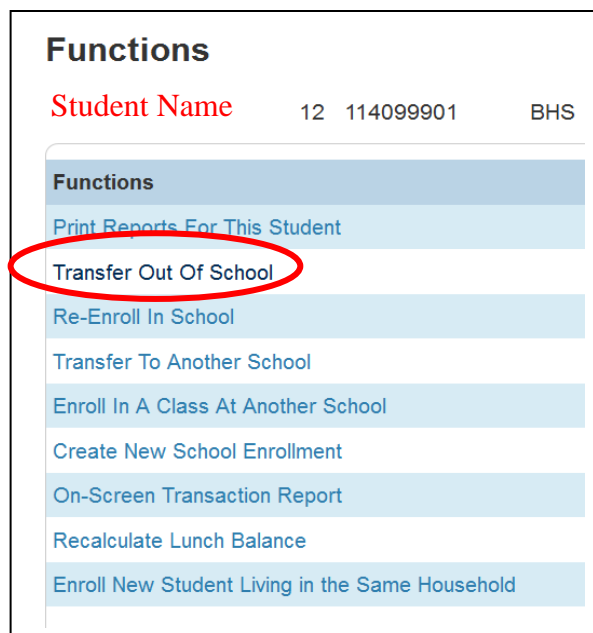 Functions
Student Name 12 114099901 BHS
Functions
Print Reports For This Student
Transfer Out Of School
Re-Enroll In School
Transfer To Another School
Enroll In A Class At Another School
Create New School Enrollment
On-Screen Transaction Report
Recalculate Lunch Balance
Enroll New Student Living in the Same Household